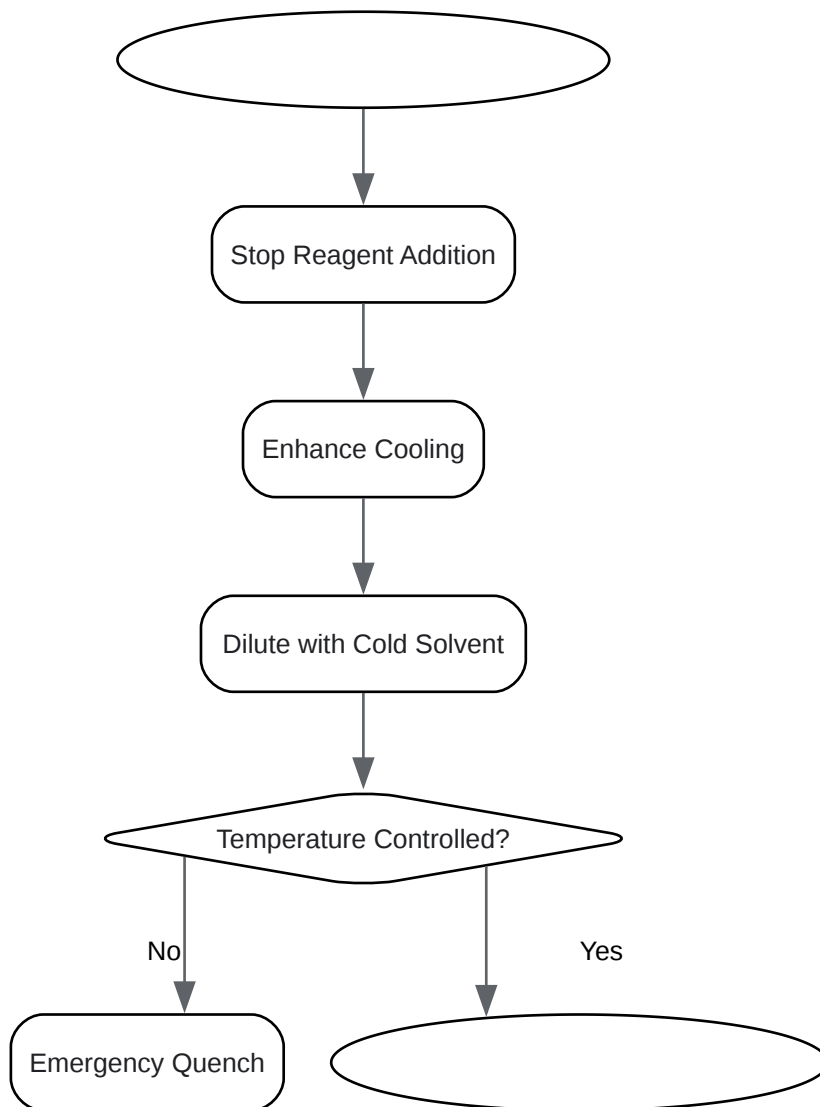 Stop Reagent Addition
Enhance Cooling
Dilute with Cold Solvent
Temperature Controlled?
No
Yes
Emergency Quench